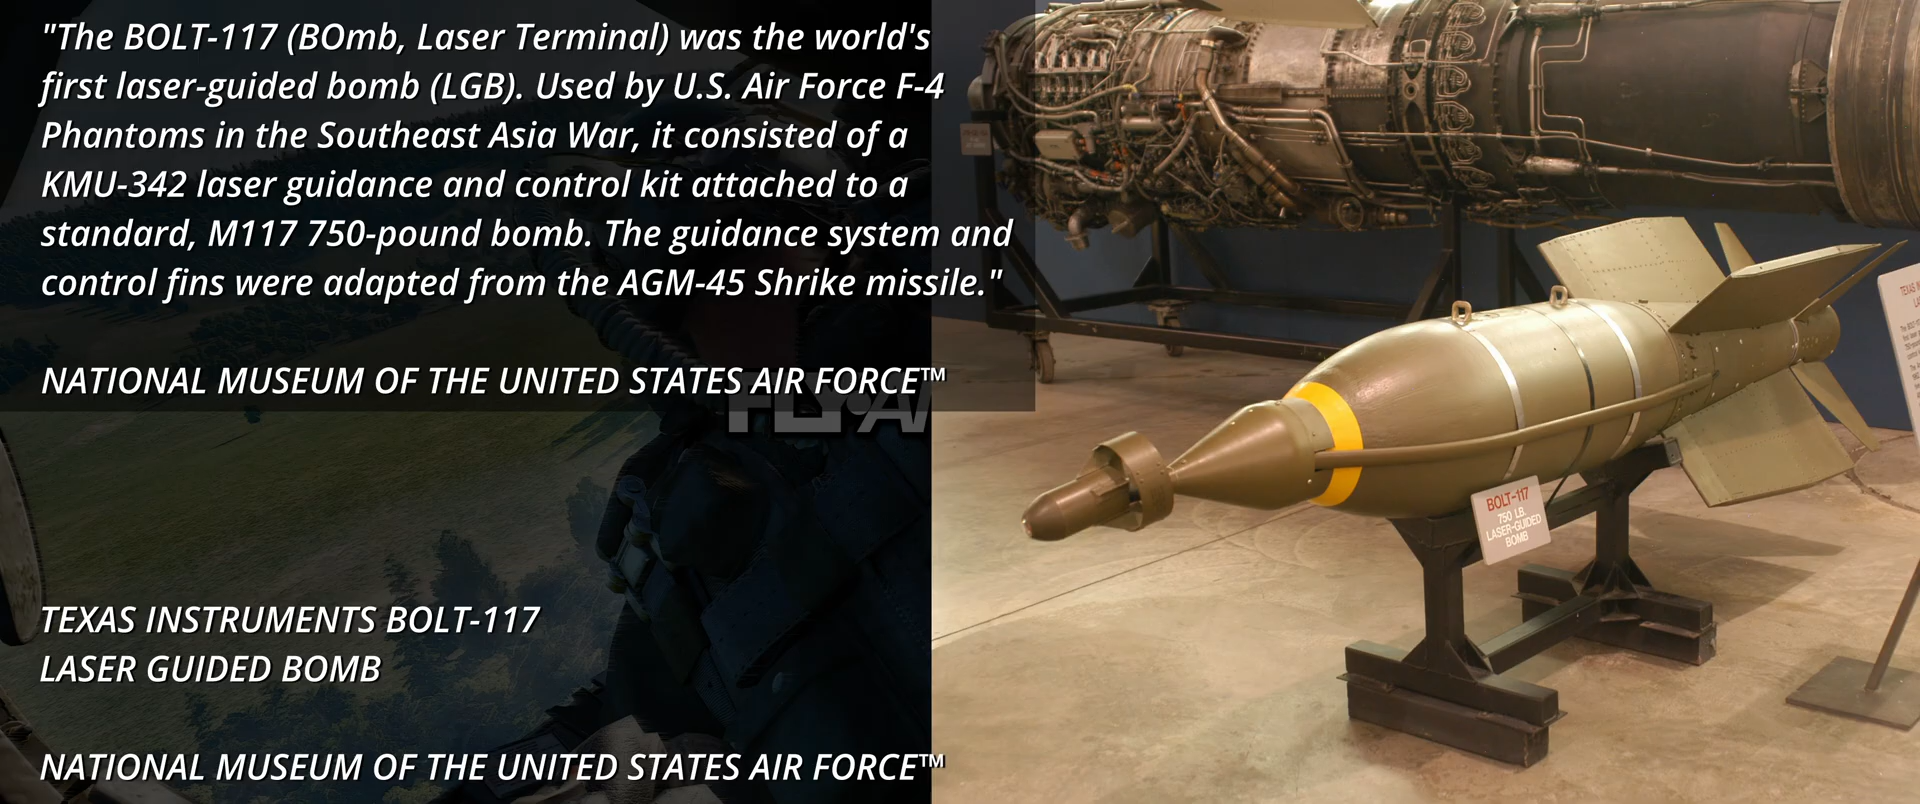 "The BOLT-117 (BOmb, Laser Terminal) was the world's
first laser-guided bomb (LGB). Used by U.S. Air Force F-4
Phantoms in the Southeast Asia War, it consisted of a
KMU-342 laser guidance and control kit attached to a
standard, M117 750-pound bomb. The guidance system and
control fins were adapted from the AGM-45 Shrike missile."
NATIONAL MUSEUM OF THE UNITED STATES AIR FORCE™
TEXAS INSTRUMENTS BOLT-117
LASER GUIDED BOMB
NATIONAL MUSEUM OF THE UNITED STATES AIR FORCE™
BOLT-117
750 LB.
LASER-GUIDED
BOMB